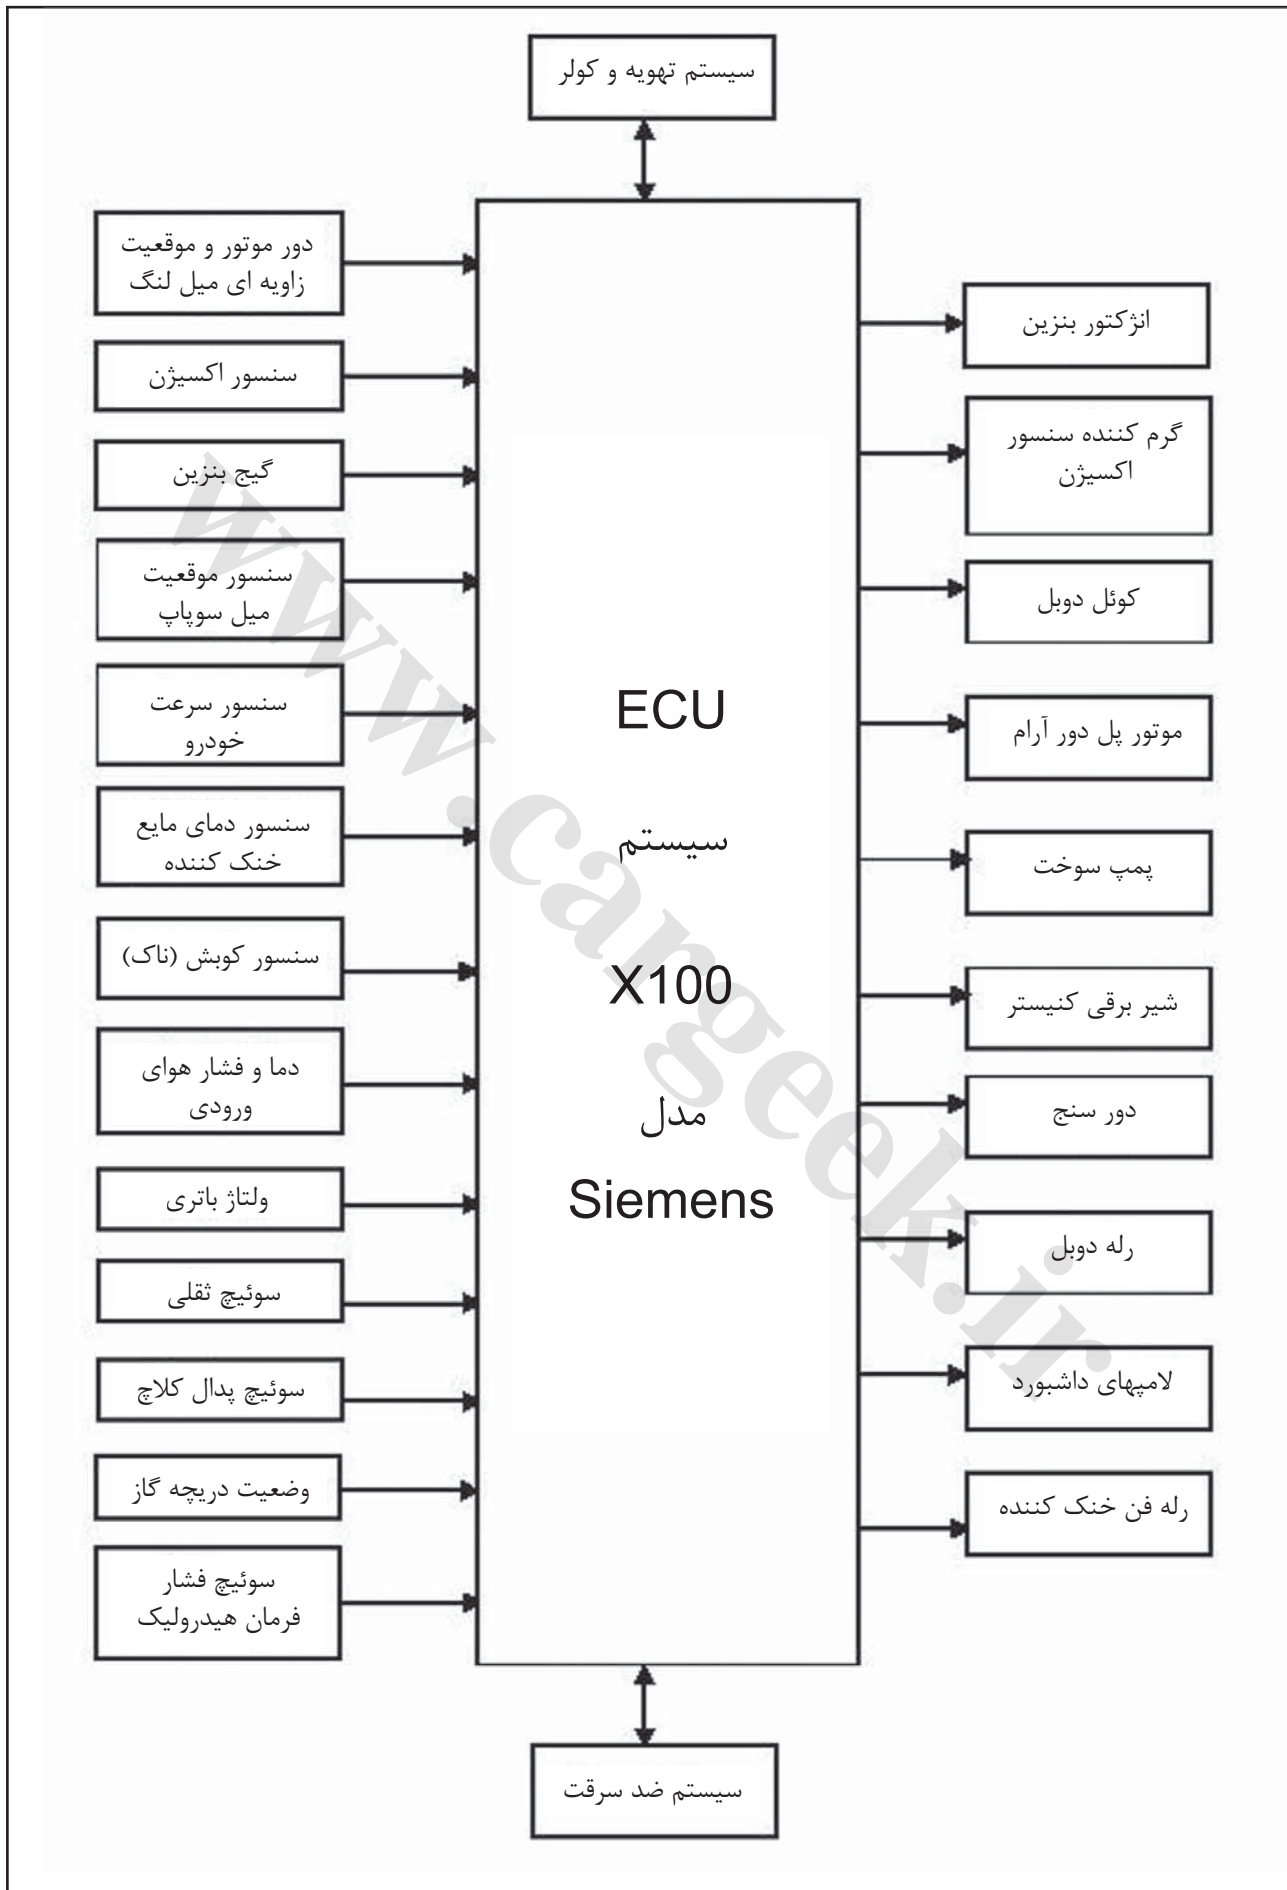 سیستم تهویه و کولر
دور موتور و موقعیت
زاویه ای میل لنگ
سنسور اکسیژن
گیج بنزین
سنسور موقعیت
میل سوپاپ
سنسور سرعت
خودرو
سنسور دمای مایع
خنک کننده
سنسور کوبش (ناک)
دما و فشار هوای
ورودی
ولتاژ باتری
سوئیچ ثقلی
سوئیچ پدال کلاچ
وضعیت دریچه گاز
سوئیچ فشار
فرمان هیدرولیک
ECU
سیستم
X100
مدل
Siemens
انژکتور بنزین
گرم کننده سنسور
اکسیژن
کوئل دوبل
موتور پل دور آرام
پمپ سوخت
شیر برقی کنیستر
دور سنج
رله دوبل
لامپهای داشبورد
رله فن خنک کننده
سیستم ضد سرقت
www.cargeek.ir